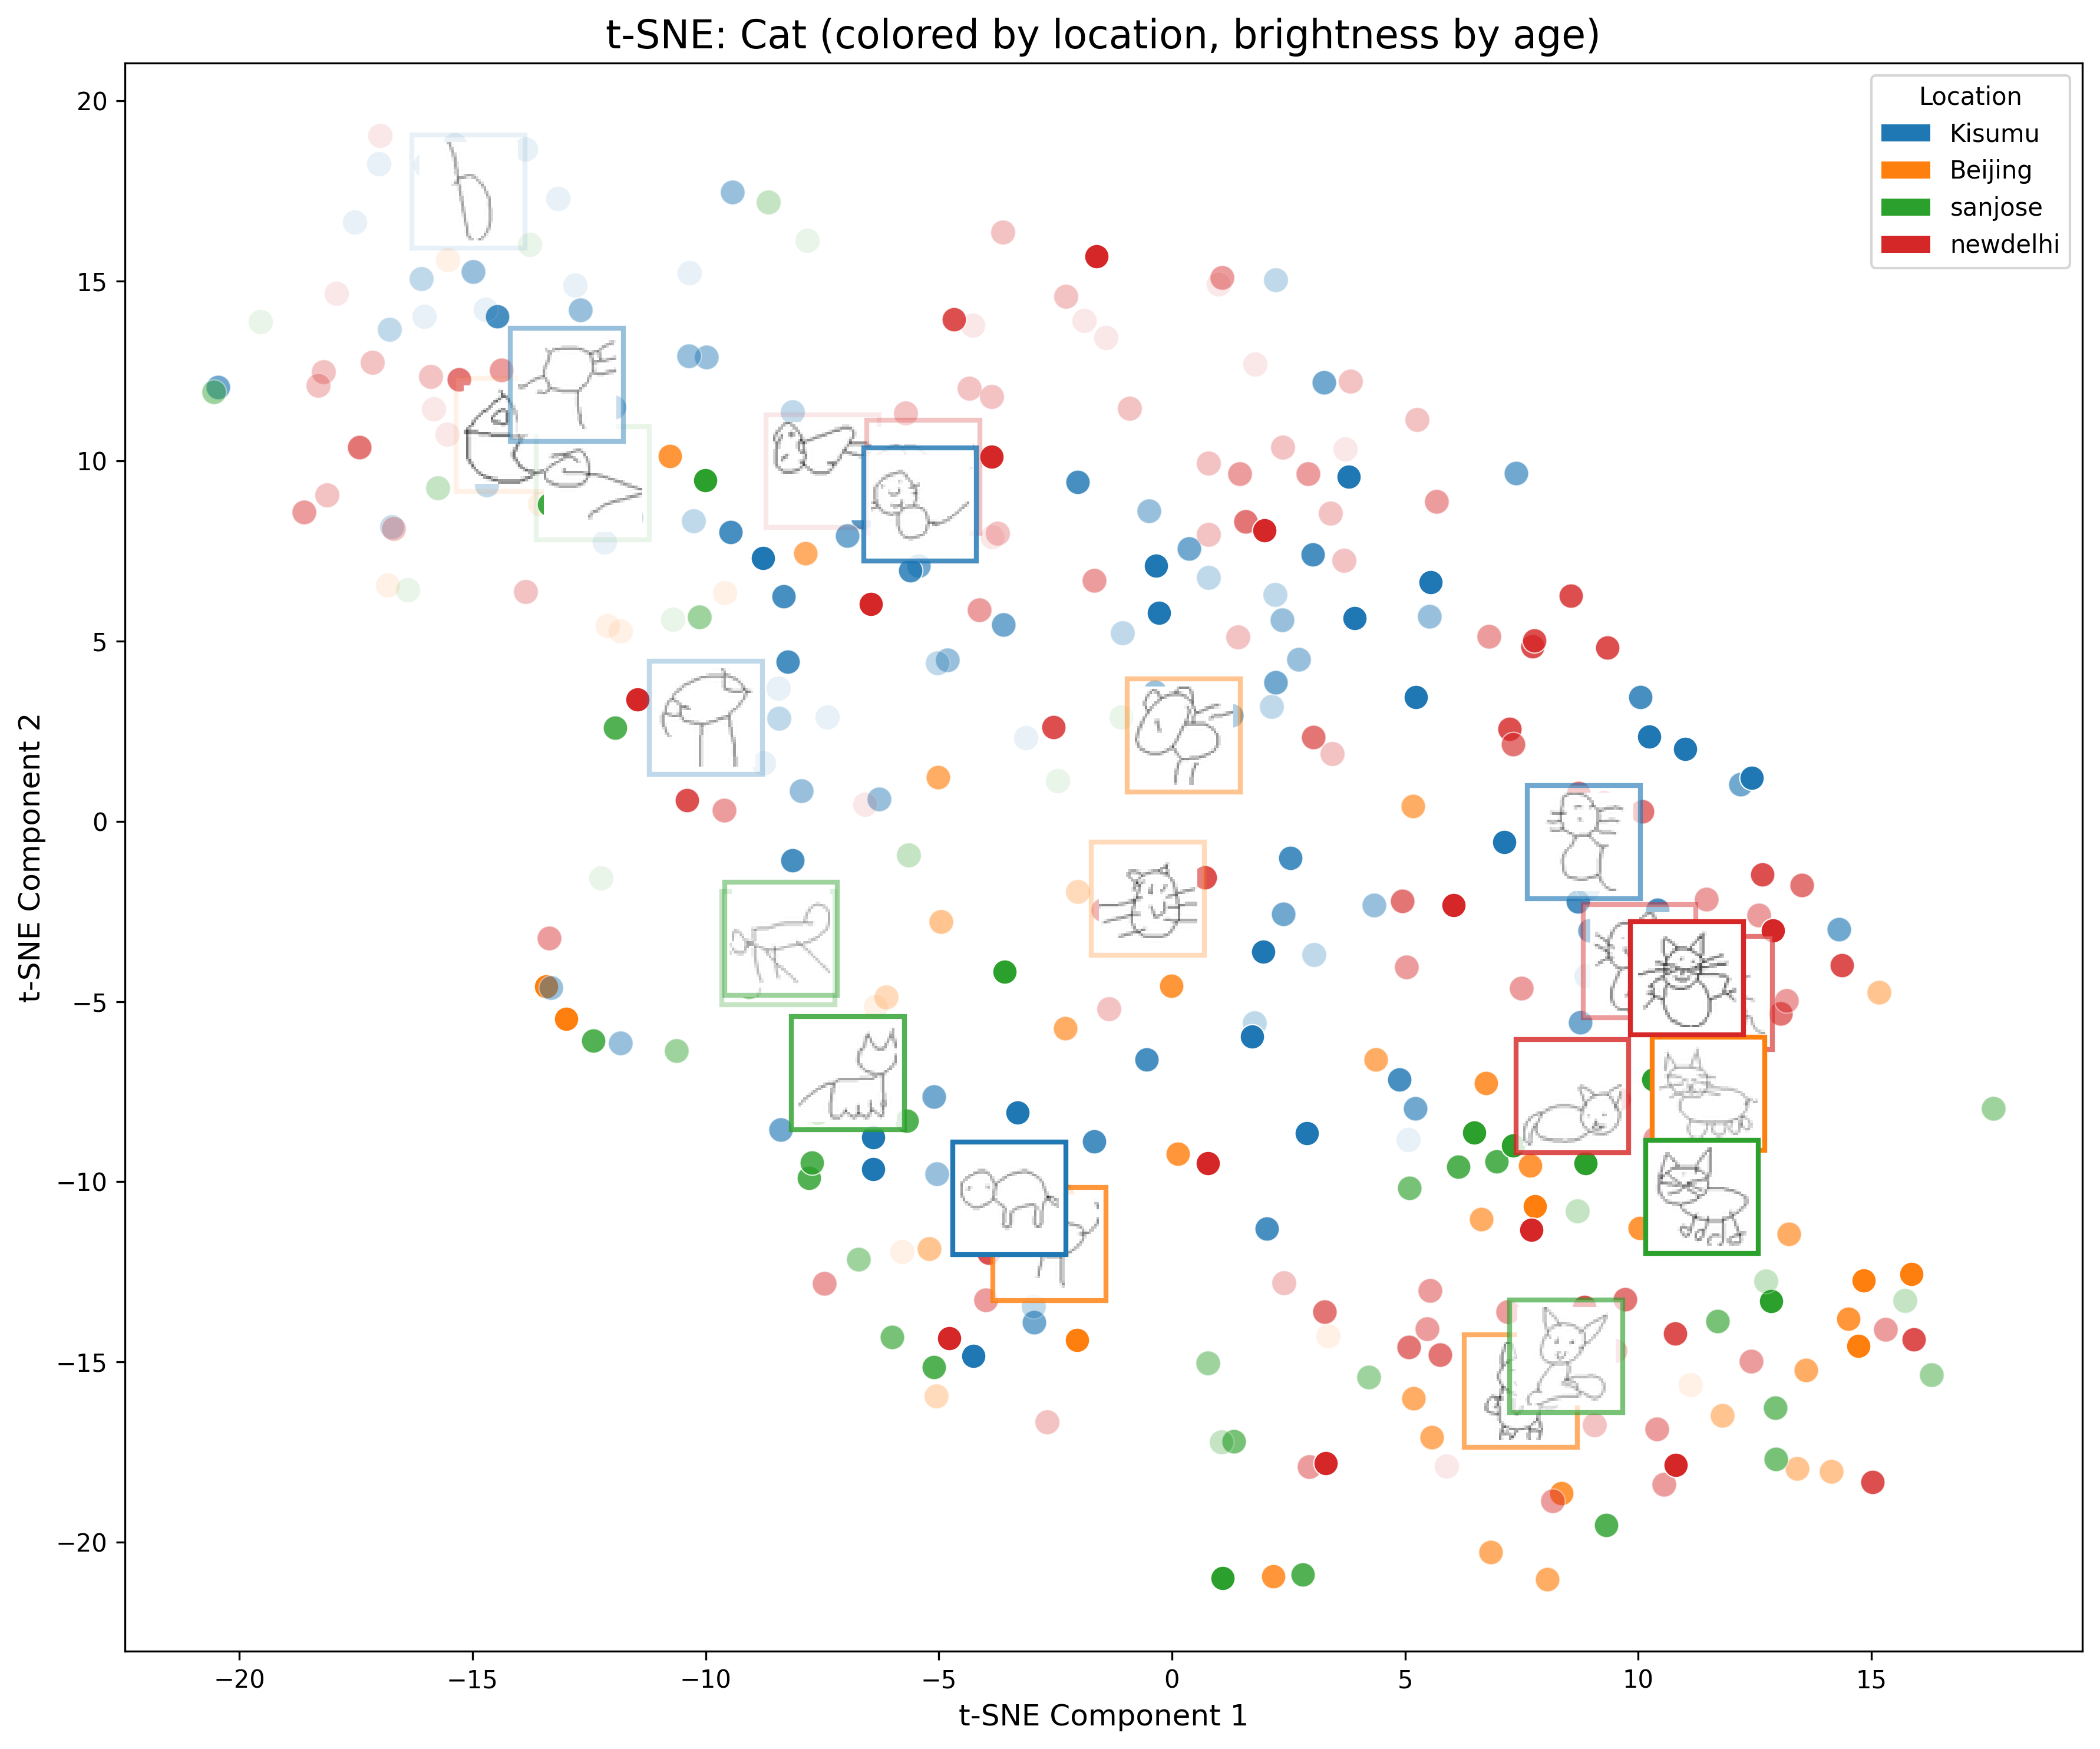 t-SNE: Cat (colored by location, brightness by age)
Location
Kisumu
Beijing
sanjose
newdelhi
20
15
10
5
0
−5
−10
−15
−20
t-SNE Component 2
−20 −15 −10 −5 0 5 10 15
t-SNE Component 1